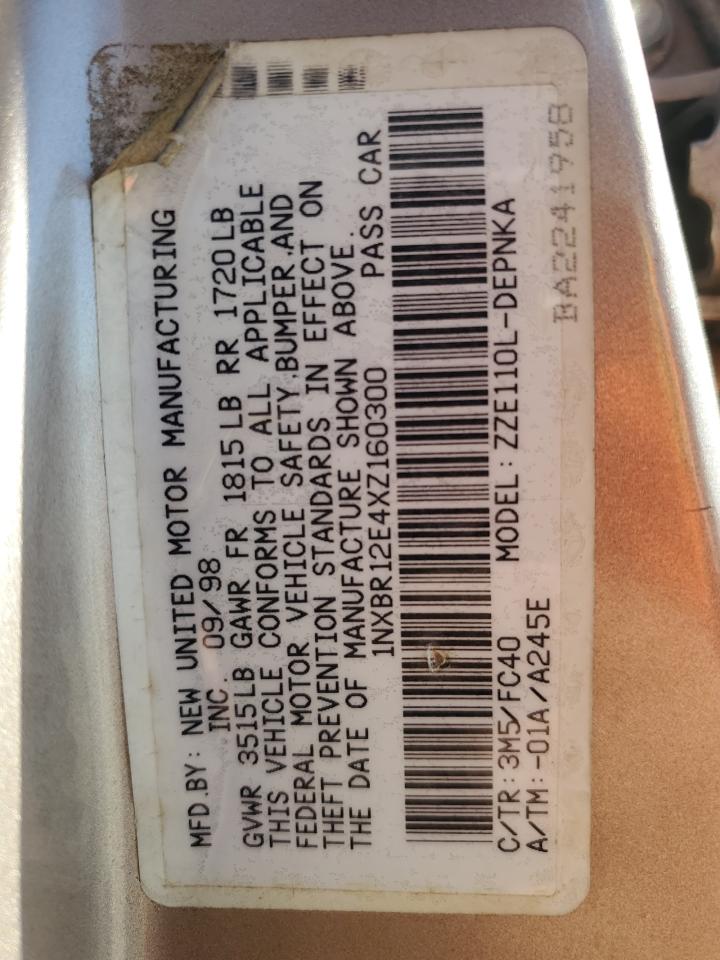 MFD.BY: NEW UNITED MOTOR MANUFACTURING
INC. 09/98
GVWR 3515LB GAWR FR 1815LB RR 1720LB
THIS VEHICLE CONFORMS TO ALL APPLICABLE
FEDERAL MOTOR VEHICLE SAFETY,BUMPER,AND
THEFT PREVENTION STANDARDS IN EFFECT ON
THE DATE OF MANUFACTURE SHOWN ABOVE.
1NXBR12E4XZ160300 PASS CAR
C/TR:3M5/FC40 MODEL:ZZE110L-DEPNKA
A/TM:-01A/A245E
BA2241958